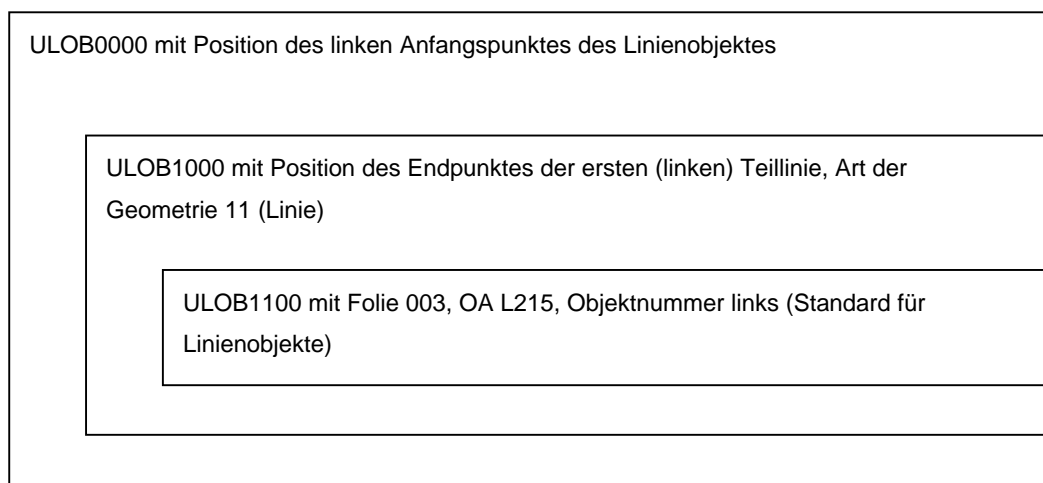 ULOB0000 mit Position des linken Anfangspunktes des Linienobjektes
ULOB1000 mit Position des Endpunktes der ersten (linken) Teillinie, Art der
Geometrie 11 (Linie)
ULOB1100 mit Folie 003, OA L215, Objektnummer links (Standard für
Linienobjekte)